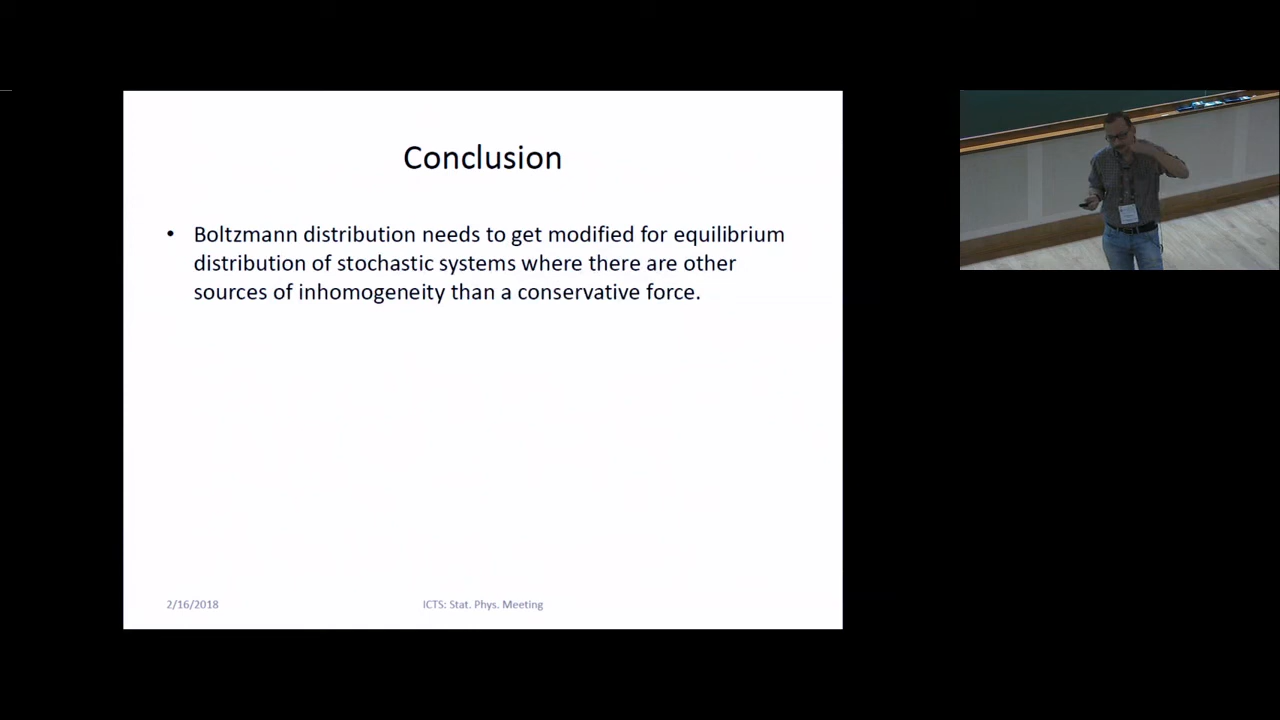 Conclusion
• Boltzmann distribution needs to get modified for equilibrium
distribution of stochastic systems where there are other
sources of inhomogeneity than a conservative force.
2/16/2018
ICTS: Stat. Phys. Meeting